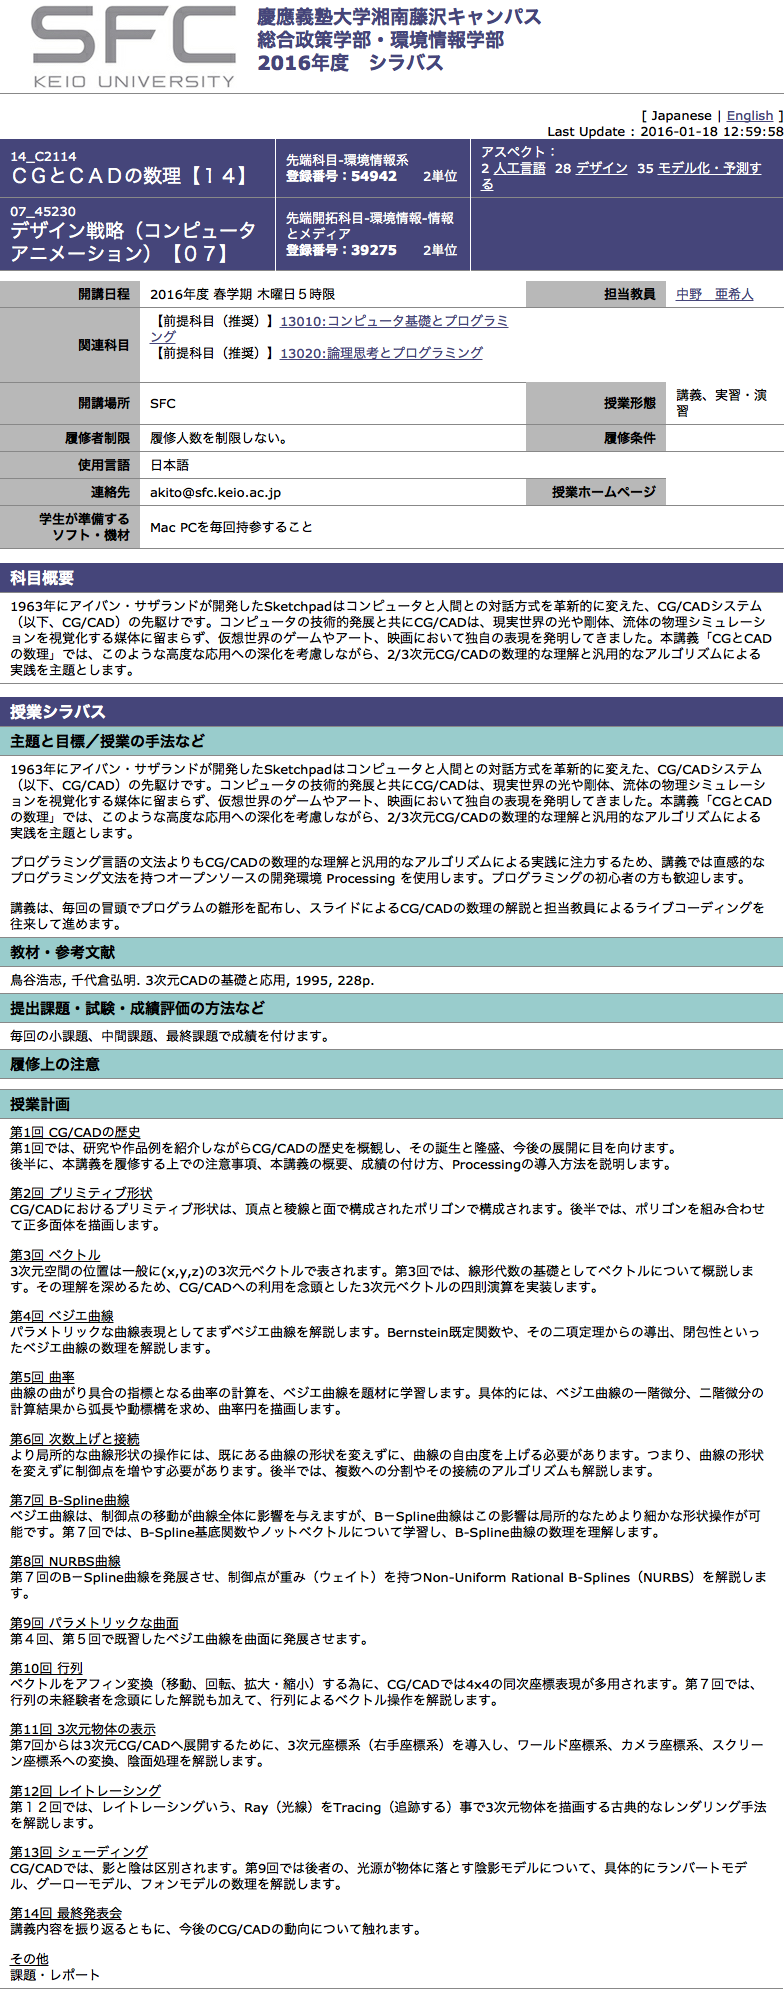 SFC
KEIO UNIVERSITY
慶應義塾大学湘南藤沢キャンパス
総合政策学部・環境情報学部
2016年度 シラバス
[ Japanese | English ]
Last Update : 2016-01-18 12:59:58
14_C2114
ＣＧとＣＡＤの数理【１４】
先端科目-環境情報系
登録番号：54942 2単位
アスペクト：
2 人工言語 28 デザイン 35 モデル化・予測す
る
07_45230
デザイン戦略（コンピュータ
アニメーション）【０７】
先端開拓科目-環境情報-情報
とメディア
登録番号：39275 2単位
開講日程 2016年度 春学期 木曜日５時限 担当教員 中野 亜希人
関連科目
【前提科目（推奨）】13010:コンピュータ基礎とプログラミ
ング
【前提科目（推奨）】13020:論理思考とプログラミング
開講場所 SFC 授業形態 講義、実習・演
習
履修者制限 履修人数を制限しない。 履修条件
使用言語 日本語
連絡先 akito@sfc.keio.ac.jp 授業ホームページ
学生が準備する
ソフト・機材
Mac PCを毎回持参すること
科目概要
1963年にアイバン・サザランドが開発したSketchpadはコンピュータと人間との対話方式を革新的に変えた、CG/CADシステム
（以下、CG/CAD）の先駆けです。コンピュータの技術的発展と共にCG/CADは、現実世界の光や剛体、流体の物理シミュレーシ
ョンを視覚化する媒体に留まらず、仮想世界のゲームやアート、映画において独自の表現を発明してきました。本講義「CGとCAD
の数理」では、このような高度な応用への深化を考慮しながら、2/3次元CG/CADの数理的な理解と汎用的なアルゴリズムによる
実践を主題とします。
授業シラバス
主題と目標／授業の手法など
1963年にアイバン・サザランドが開発したSketchpadはコンピュータと人間との対話方式を革新的に変えた、CG/CADシステム
（以下、CG/CAD）の先駆けです。コンピュータの技術的発展と共にCG/CADは、現実世界の光や剛体、流体の物理シミュレーシ
ョンを視覚化する媒体に留まらず、仮想世界のゲームやアート、映画において独自の表現を発明してきました。本講義「CGとCAD
の数理」では、このような高度な応用への深化を考慮しながら、2/3次元CG/CADの数理的な理解と汎用的なアルゴリズムによる
実践を主題とします。
プログラミング言語の文法よりもCG/CADの数理的な理解と汎用的なアルゴリズムによる実践に注力するため、講義では直感的な
プログラミング文法を持つオープンソースの開発環境 Processing を使用します。プログラミングの初心者の方も歓迎します。
講義は、毎回の冒頭でプログラムの雛形を配布し、スライドによるCG/CADの数理の解説と担当教員によるライブコーディングを
往来して進めます。
教材・参考文献
鳥谷浩志, 千代倉弘明. 3次元CADの基礎と応用, 1995, 228p.
提出課題・試験・成績評価の方法など
毎回の小課題、中間課題、最終課題で成績を付けます。
履修上の注意
授業計画
第1回 CG/CADの歴史
第1回では、研究や作品例を紹介しながらCG/CADの歴史を概観し、その誕生と隆盛、今後の展開に目を向けます。
後半に、本講義を履修する上での注意事項、本講義の概要、成績の付け方、Processingの導入方法を説明します。
第2回 プリミティブ形状
CG/CADにおけるプリミティブ形状は、頂点と稜線と面で構成されたポリゴンで構成されます。後半では、ポリゴンを組み合わせ
て正多面体を描画します。
第3回 ベクトル
3次元空間の位置は一般に(x,y,z)の3次元ベクトルで表されます。第3回では、線形代数の基礎としてベクトルについて概説しま
す。その理解を深めるため、CG/CADへの利用を念頭とした3次元ベクトルの四則演算を実装します。
第4回 ベジエ曲線
パラメトリックな曲線表現としてまずベジエ曲線を解説します。Bernstein既定関数や、その二項定理からの導出、閉包性といっ
たベジエ曲線の数理を解説します。
第5回 曲率
曲線の曲がり具合の指標となる曲率の計算を、ベジエ曲線を題材に学習します。具体的には、ベジエ曲線の一階微分、二階微分の
計算結果から弧長や動標構を求め、曲率円を描画します。
第6回 次数上げと接続
より局所的な曲線形状の操作には、既にある曲線の形状を変えずに、曲線の自由度を上げる必要があります。つまり、曲線の形状
を変えずに制御点を増やす必要があります。後半では、複数への分割やその接続のアルゴリズムも解説します。
第7回 B-Spline曲線
ベジエ曲線は、制御点の移動が曲線全体に影響を与えますが、B－Spline曲線はこの影響は局所的なためより細かな形状操作が可
能です。第７回では、B-Spline基底関数やノットベクトルについて学習し、B-Spline曲線の数理を理解します。
第8回 NURBS曲線
第７回のB－Spline曲線を発展させ、制御点が重み（ウェイト）を持つNon-Uniform Rational B-Splines（NURBS）を解説しま
す。
第9回 パラメトリックな曲面
第４回、第５回で既習したベジエ曲線を曲面に発展させます。
第10回 行列
ベクトルをアフィン変換（移動、回転、拡大・縮小）する為に、CG/CADでは4x4の同次座標表現が多用されます。第７回では、
行列の未経験者を念頭にした解説も加えて、行列によるベクトル操作を解説します。
第11回 3次元物体の表示
第7回からは3次元CG/CADへ展開するために、3次元座標系（右手座標系）を導入し、ワールド座標系、カメラ座標系、スクリー
ン座標系への変換、陰面処理を解説します。
第12回 レイトレーシング
第１２回では、レイトレーシングいう、Ray（光線）をTracing（追跡する）事で3次元物体を描画する古典的なレンダリング手法
を解説します。
第13回 シェーディング
CG/CADでは、影と陰は区別されます。第9回では後者の、光源が物体に落とす陰影モデルについて、具体的にランバートモデ
ル、グーローモデル、フォンモデルの数理を解説します。
第14回 最終発表会
講義内容を振り返るともに、今後のCG/CADの動向について触れます。
その他
課題・レポート